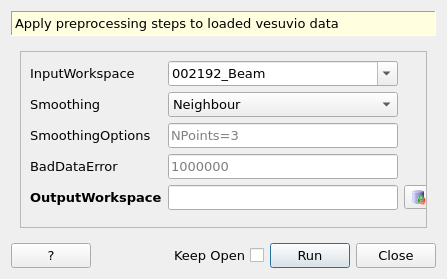 Apply preprocessing steps to loaded vesuvio data
InputWorkspace 002192_Beam
Smoothing Neighbour
SmoothingOptions NPoints=3
BadDataError 1000000
OutputWorkspace
? Keep Open Run Close